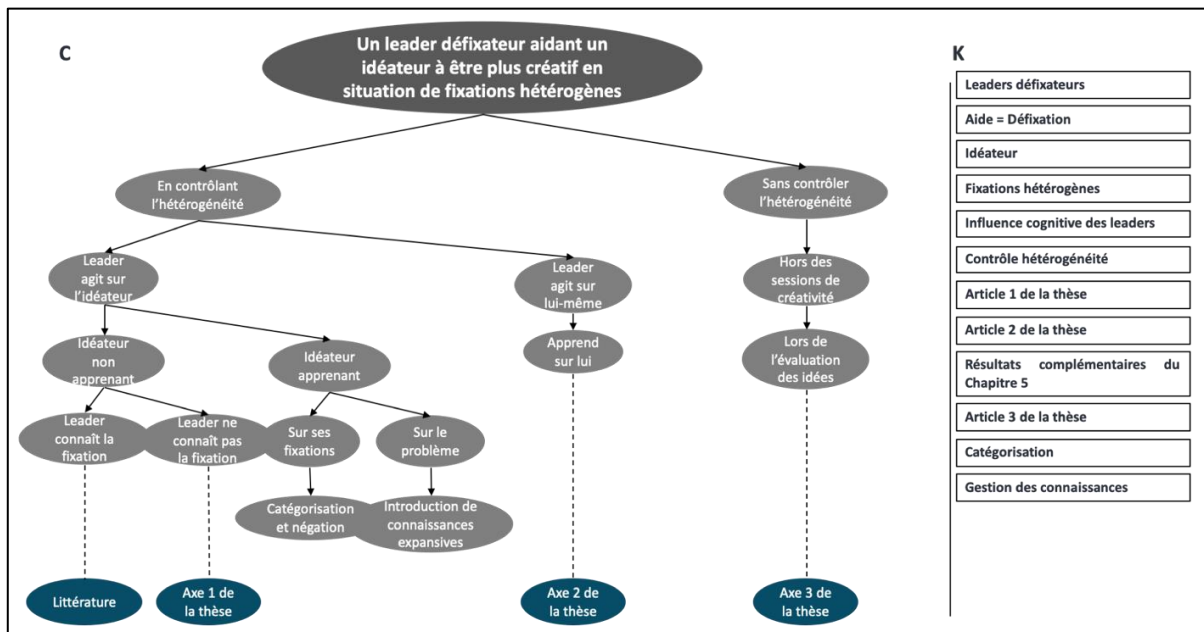 C
Un leader défixateur aidant un
idéateur à être plus créatif en
situation de fixations hétérogènes
En contrôlant
l'hétérogénéité
Sans contrôler
l'hétérogénéité
Leader
agit sur
l'idéateur
Leader
agit sur
lui-même
Hors des
sessions de
créativité
Idéateur
non
apprenant
Idéateur
apprenant
Apprend
sur lui
Lors de
l'évaluation
des idées
Leader
connaît la
fixation
Leader ne
connaît pas
la fixation
Sur ses
fixations
Sur le
problème
Catégorisation
et négation
Introduction de
connaissances
expansives
Littérature
Axe 1 de
la thèse
Axe 2 de
la thèse
Axe 3 de
la thèse
K
Leaders défixateurs
Aide = Défixation
Idéateur
Fixations hétérogènes
Influence cognitive des leaders
Contrôle hétérogénéité
Article 1 de la thèse
Article 2 de la thèse
Résultats complémentaires du
Chapitre 5
Article 3 de la thèse
Catégorisation
Gestion des connaissances